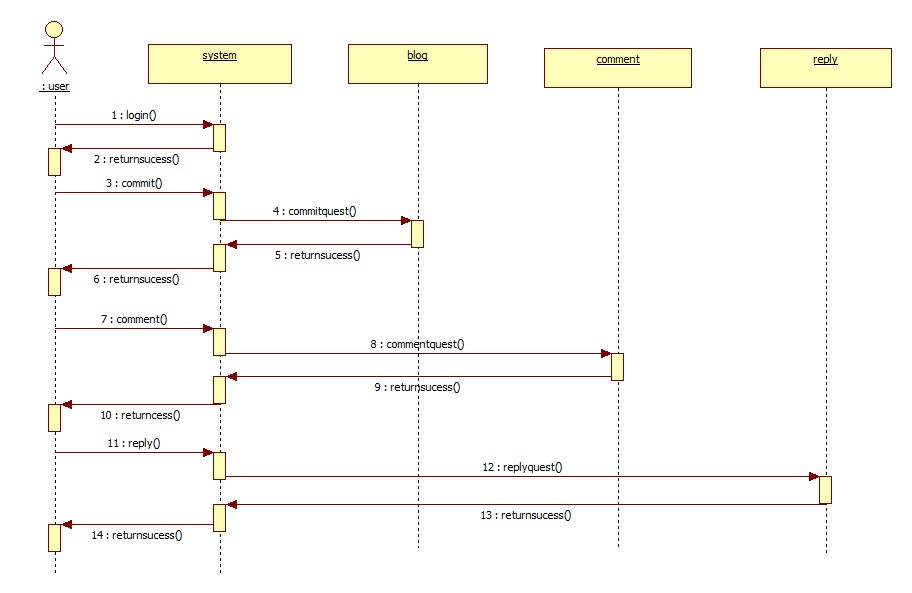 system
blog
comment
reply
: user
1 : login()
2 : returnsucess()
3 : commit()
4 : commitquest()
5 : returnsucess()
6 : returnsucess()
7 : comment()
8 : commentquest()
9 : returnsucess()
10 : returncess()
11 : reply()
12 : replyquest()
13 : returnsucess()
14 : returnsucess()